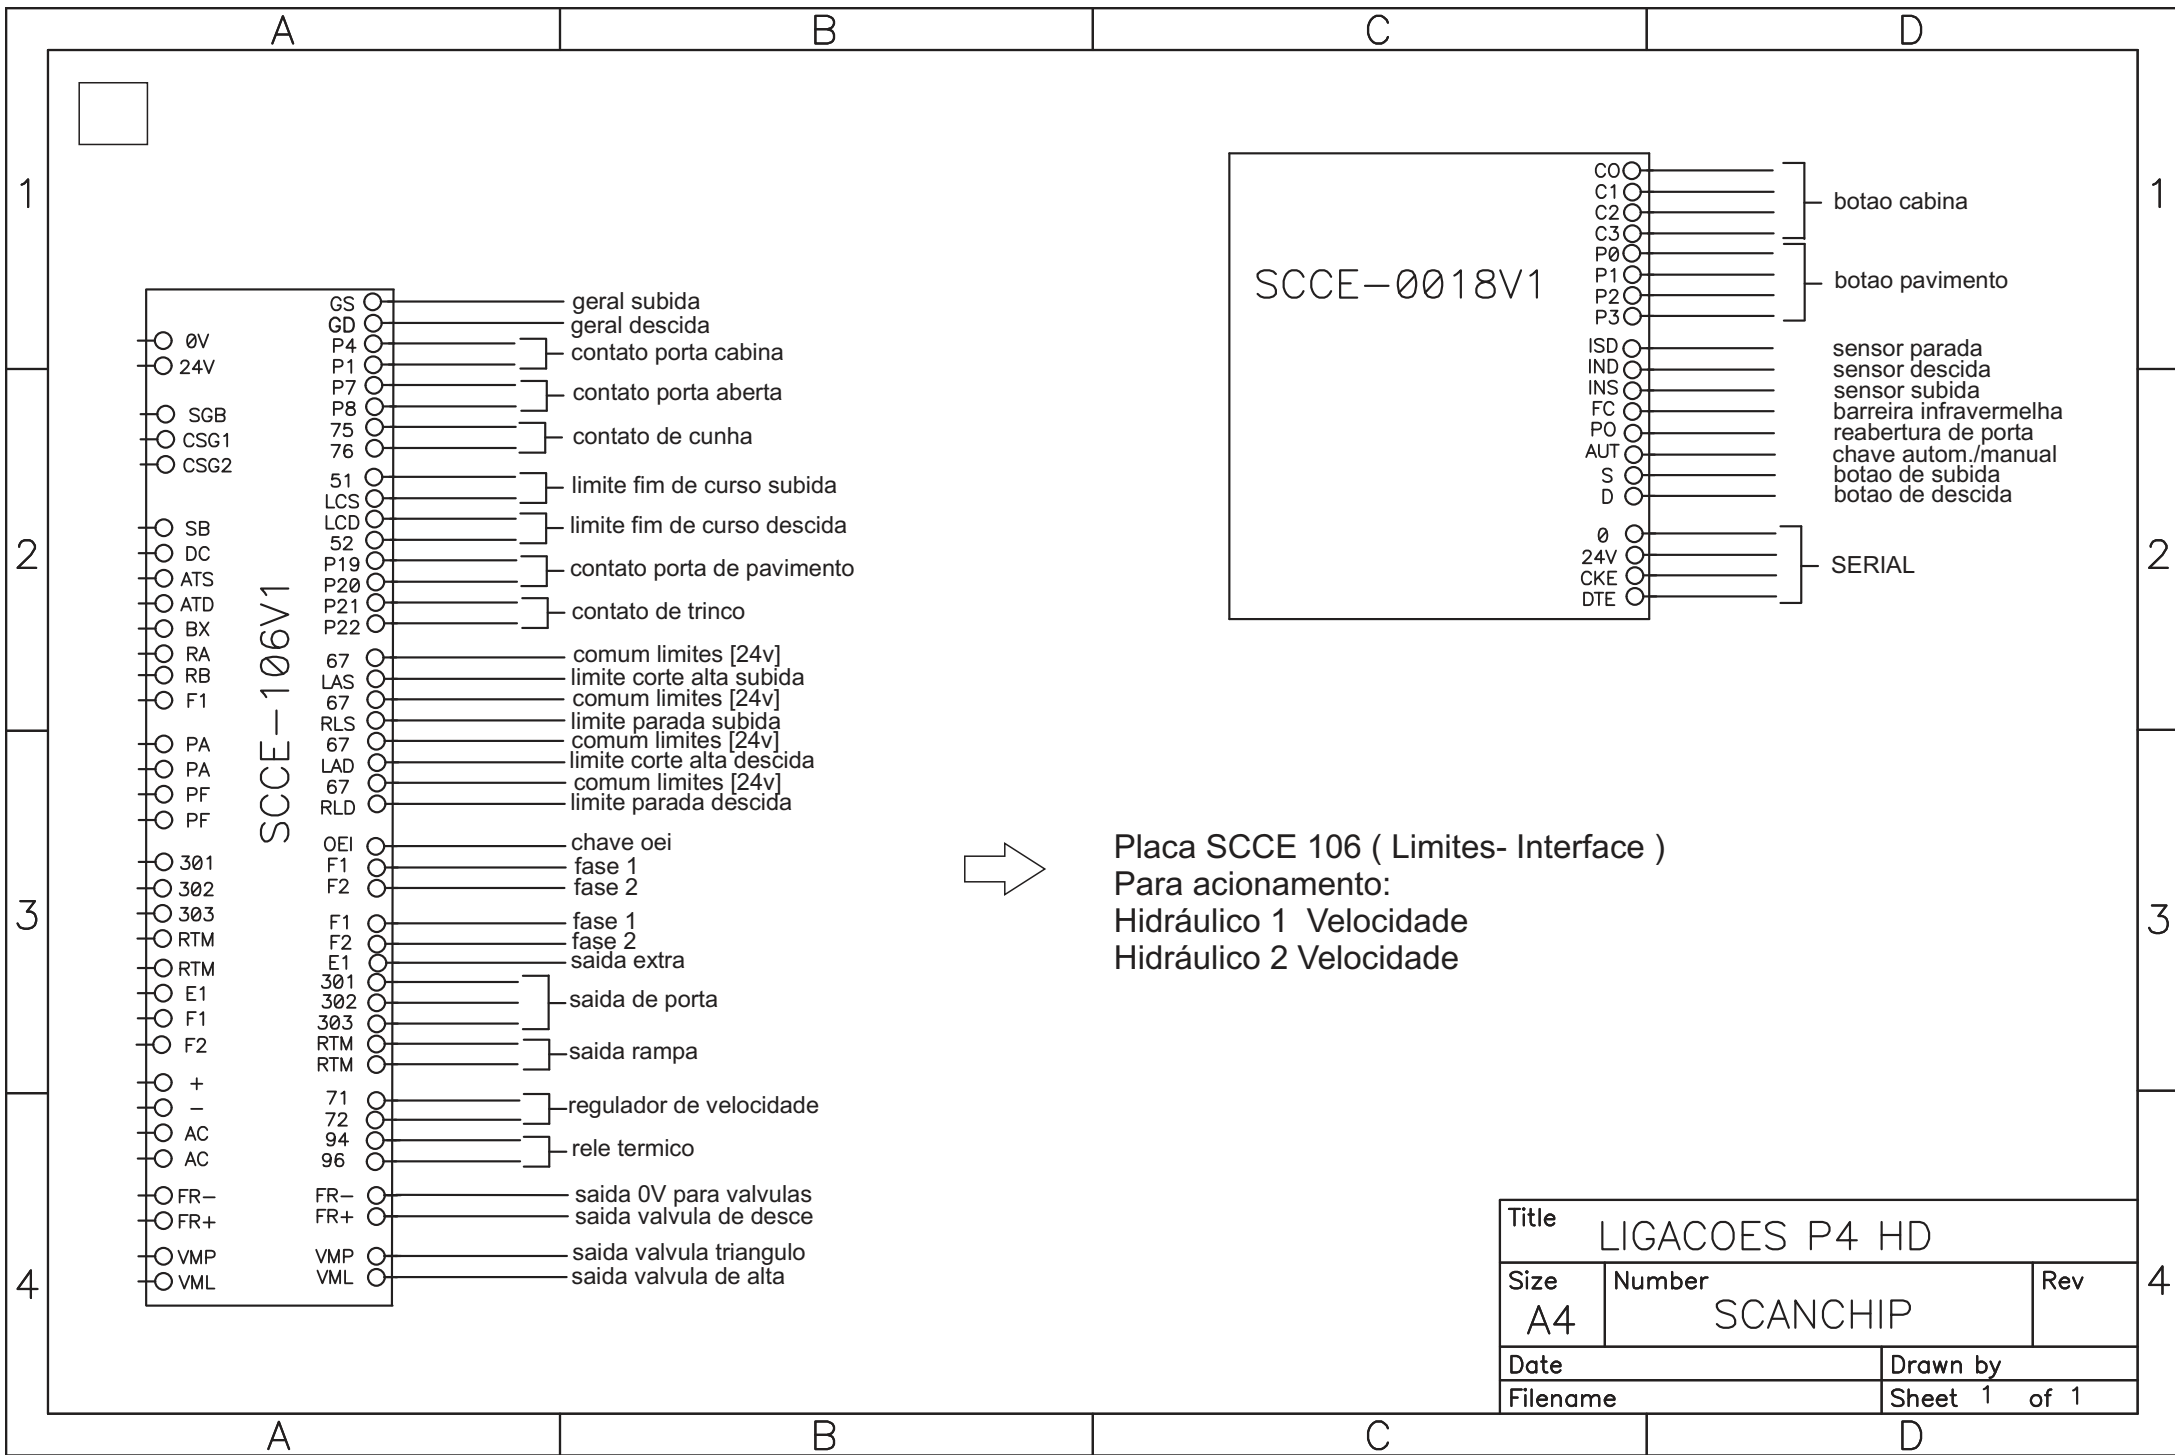 A B C D
1 1
2 2
3 3
4 4
SCCE-106V1
0V
24V
SGB
CSG1
CSG2
SB
DC
ATS
ATD
BX
RA
RB
F1
PA
PA
PF
PF
301
302
303
RTM
RTM
E1
F1
F2
+
-
AC
AC
FR-
FR+
VMP
VML
GS geral subida
GD geral descida
P4
P1
contato porta cabina
P7
P8
contato porta aberta
75
76
contato de cunha
51
LCS
limite fim de curso subida
LCD
52
limite fim de curso descida
P19
P20
contato porta de pavimento
P21
P22
contato de trinco
67 comum limites [24v]
LAS limite corte alta subida
67 comum limites [24v]
RLS limite parada subida
67 comum limites [24v]
LAD limite corte alta descida
67 comum limites [24v]
RLD limite parada descida
OEI chave oei
F1 fase 1
F2 fase 2
F1 fase 1
F2 fase 2
E1 saida extra
301
302
303
saida de porta
RTM
RTM
saida rampa
71
72
regulador de velocidade
94
96
rele termico
FR- saida 0V para valvulas
FR+ saida valvula de desce
VMP saida valvula triangulo
VML saida valvula de alta
SCCE-0018V1
C0
C1
C2
C3
botao cabina
P0
P1
P2
P3
botao pavimento
ISD sensor parada
IND sensor descida
INS sensor subida
FC barreira infravermelha
PO reabertura de porta
AUT chave autom./manual
S botao de subida
D botao de descida
0
24V
CKE
DTE
SERIAL
Placa SCCE 106 ( Limites- Interface )
Para acionamento:
Hidráulico 1 Velocidade
Hidráulico 2 Velocidade
Title LIGACOES P4 HD
Size A4
Number SCANCHIP
Rev
Date
Drawn by
Filename
Sheet 1 of 1
A B C D